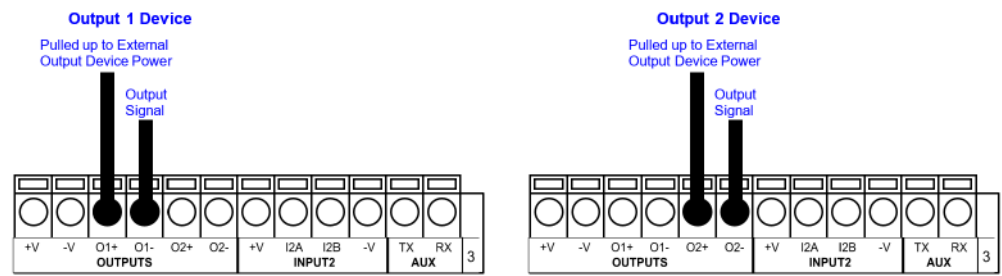 Output 1 Device
Pulled up to External
Output Device Power
Output
Signal
+V -V O1+ O1- O2+ O2- +V I2A I2B -V TX RX
OUTPUTS INPUT2 AUX 3
Output 2 Device
Pulled up to External
Output Device Power
Output
Signal
+V -V O1+ O1- O2+ O2- +V I2A I2B -V TX RX
OUTPUTS INPUT2 AUX 3